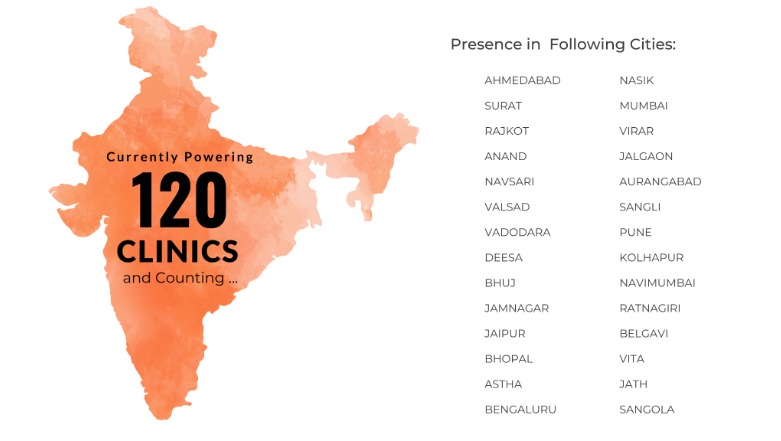 Currently Powering
120
CLINICS
and Counting ...
Presence in Following Cities:
AHMEDABAD
SURAT
RAJKOT
ANAND
NAVSARI
VALSAD
VADODARA
DEESA
BHUJ
JAMNAGAR
JAIPUR
BHOPAL
ASTHA
BENGALURU
NASIK
MUMBAI
VIRAR
JALGAON
AURANGABAD
SANGLI
PUNE
KOLHAPUR
NAVIMUMBAI
RATNAGIRI
BELGAVI
VITA
JATH
SANGOLA